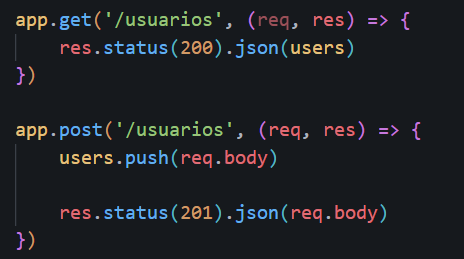 app.get('/usuarios', (req, res) => {
    res.status(200).json(users)
})

app.post('/usuarios', (req, res) => {
    users.push(req.body)

    res.status(201).json(req.body)
})